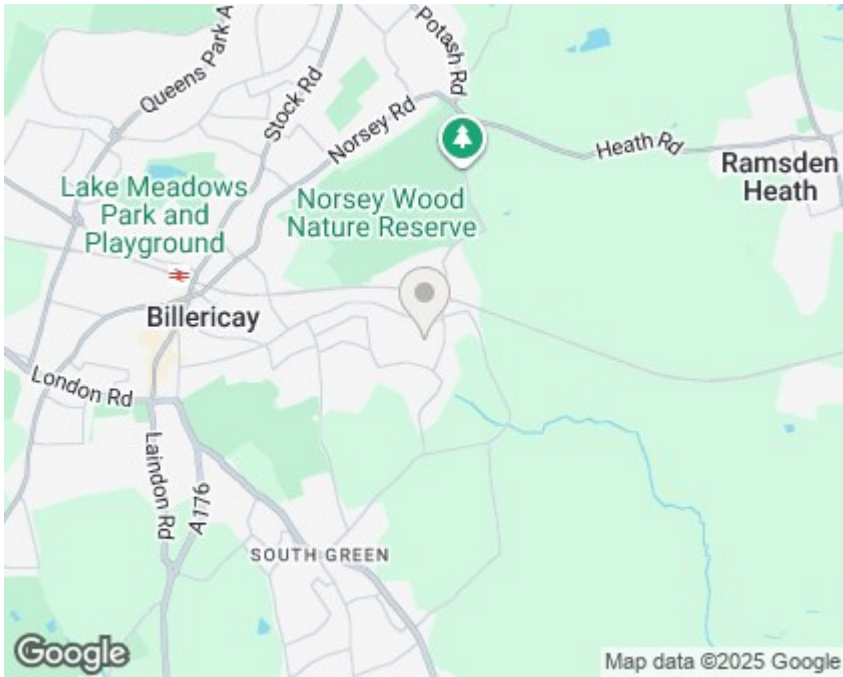 Queens Park A
Stock Rd
Potash Rd
Norsey Rd
Heath Rd
Ramsden
Heath
Lake Meadows
Park and
Playground
Norsey Wood
Nature Reserve
Billericay
London Rd
Laindon Rd
A176
SOUTH GREEN
Google
Map data ©2025 Google